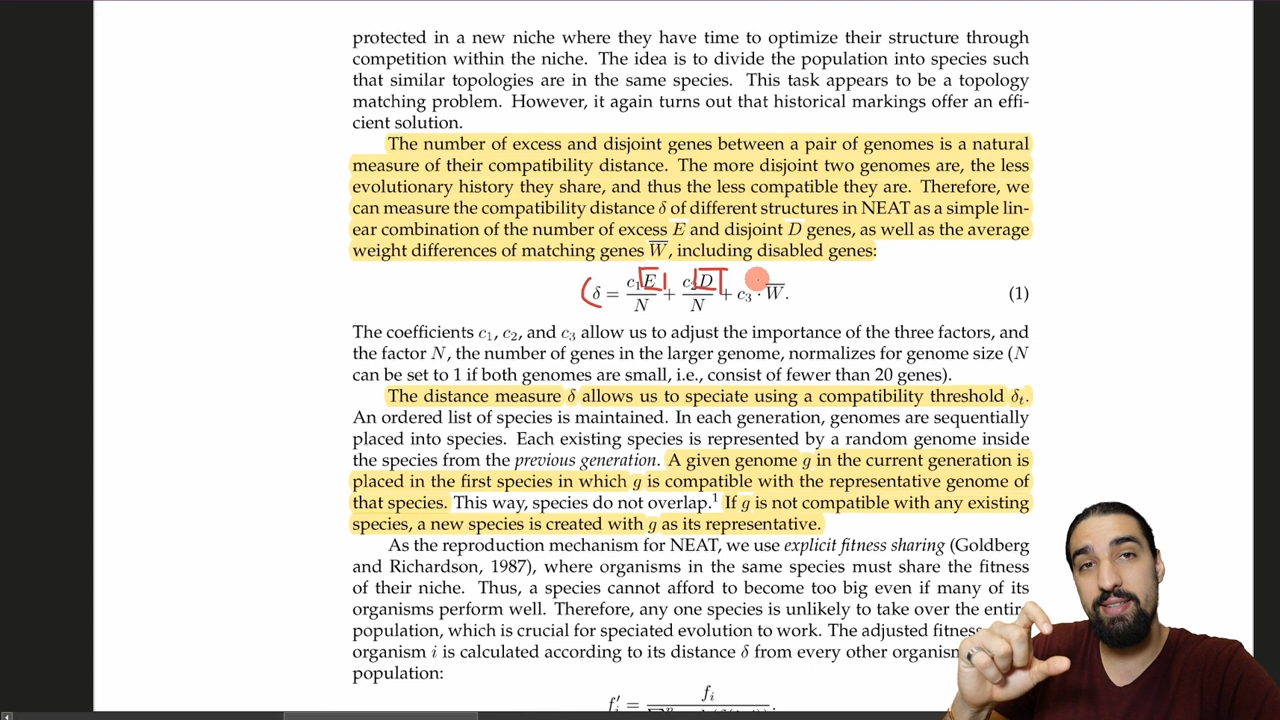 protected in a new niche where they have time to optimize their structure through
competition within the niche. The idea is to divide the population into species such
that similar topologies are in the same species. This task appears to be a topology
matching problem. However, it again turns out that historical markings offer an effi-
cient solution.
The number of excess and disjoint genes between a pair of genomes is a natural
measure of their compatibility distance. The more disjoint two genomes are, the less
evolutionary history they share, and thus the less compatible they are. Therefore, we
can measure the compatibility distance δ of different structures in NEAT as a simple lin-
ear combination of the number of excess E and disjoint D genes, as well as the average
weight differences of matching genes W̅, including disabled genes:
δ = c₁E/N + c₂D/N + c₃ · W̅. (1)
The coefficients c₁, c₂, and c₃ allow us to adjust the importance of the three factors, and
the factor N, the number of genes in the larger genome, normalizes for genome size (N
can be set to 1 if both genomes are small, i.e., consist of fewer than 20 genes).
The distance measure δ allows us to speciate using a compatibility threshold δₜ.
An ordered list of species is maintained. In each generation, genomes are sequentially
placed into species. Each existing species is represented by a random genome inside
the species from the previous generation. A given genome g in the current generation is
placed in the first species in which g is compatible with the representative genome of
that species. This way, species do not overlap.¹ If g is not compatible with any existing
species, a new species is created with g as its representative.
As the reproduction mechanism for NEAT, we use explicit fitness sharing (Goldberg
and Richardson, 1987), where organisms in the same species must share the fitness
of their niche. Thus, a species cannot afford to become too big even if many of its
organisms perform well. Therefore, any one species is unlikely to take over the entir
population, which is crucial for speciated evolution to work. The adjusted fitness
organism i is calculated according to its distance δ from every other organism
population:
f′ᵢ = fᵢ